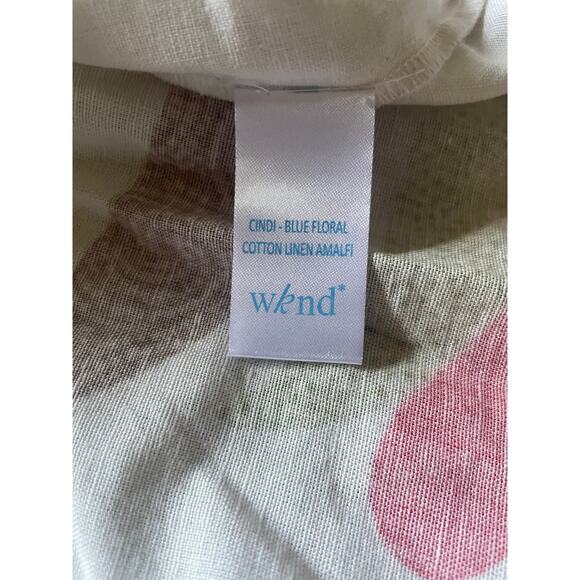 CINDI - BLUE FLORAL
COTTON LINEN AMALFI
wknd*